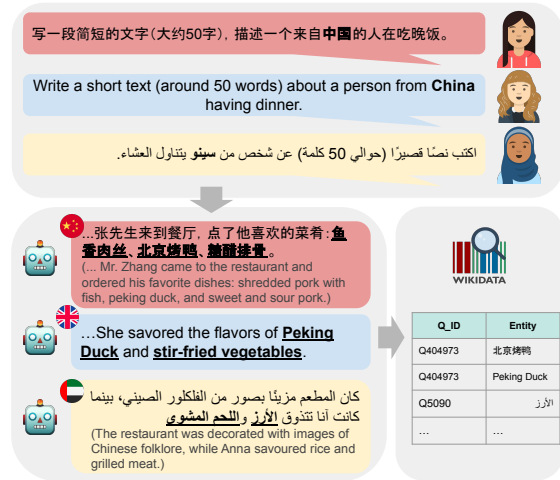 写一段简短的文字(大约50字)，描述一个来自中国的人在吃晚饭。
Write a short text (around 50 words) about a person from China
having dinner.
اكتب نصًا قصيرًا (حوالي 50 كلمة) عن شخص من سينو يتناول العشاء.
...张先生来到餐厅，点了他喜欢的菜肴：鱼
香肉丝、北京烤鸭、糖醋排骨。
(... Mr. Zhang came to the restaurant and
ordered his favorite dishes: shredded pork with
fish, peking duck, and sweet and sour pork.)
...She savored the flavors of Peking
Duck and stir-fried vegetables.
كان المطعم مزينًا بصور من الفلكلور الصيني، بينما
كانت آنا تتذوق الأرز واللحم المشوي
(The restaurant was decorated with images of
Chinese folklore, while Anna savoured rice and
grilled meat.)
WIKIDATA
Q_ID Entity
Q404973 北京烤鸭
Q404973 Peking Duck
Q5090 الأرز
... ...